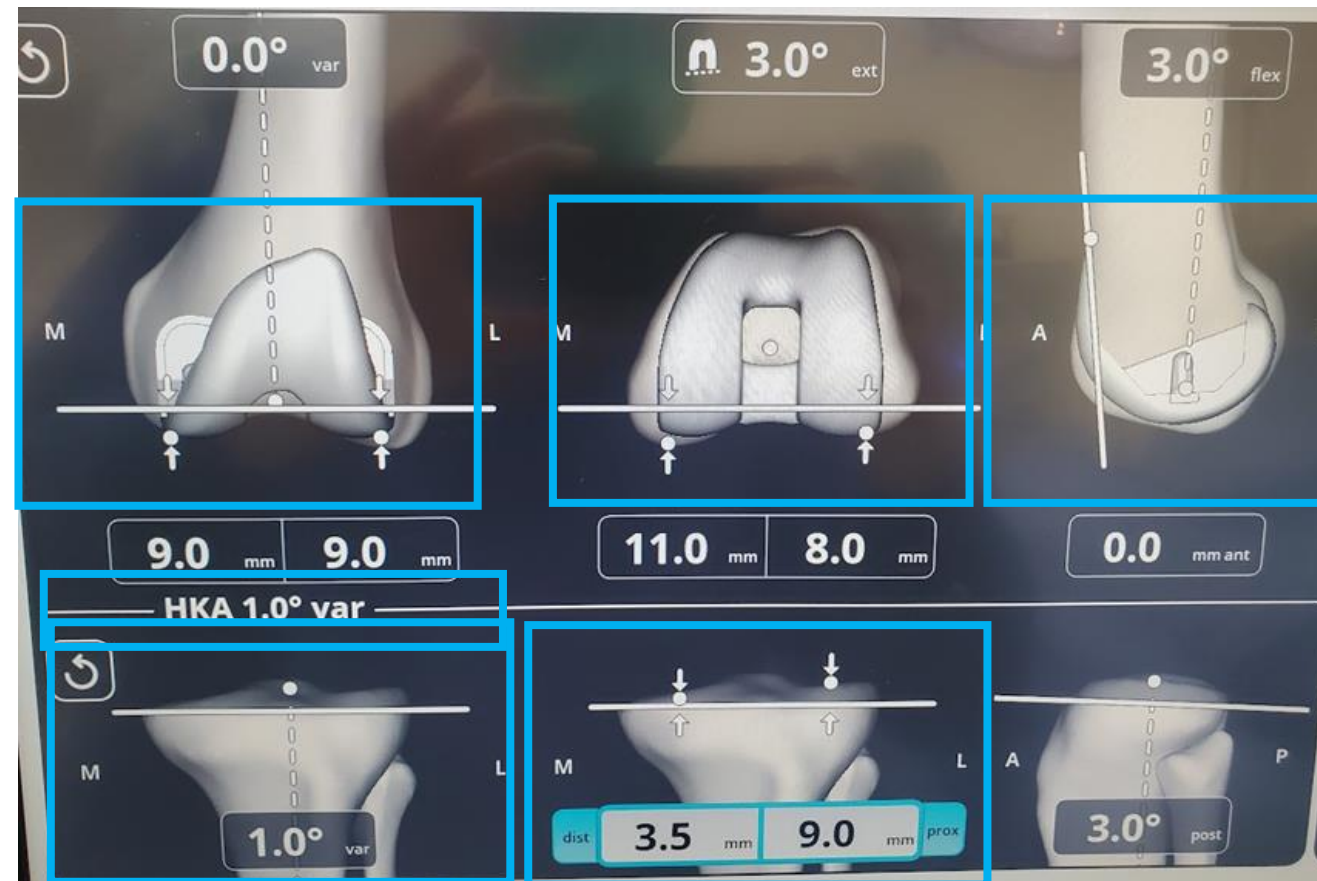 0.0° var
3.0° ext
3.0° flex
M
L
M
A
9.0 mm 9.0 mm
11.0 mm 8.0 mm
0.0 mm ant
HKA 1.0° var
M
L
M
L
A
P
1.0° var
dist 3.5 mm 9.0 mm prox
3.0° post